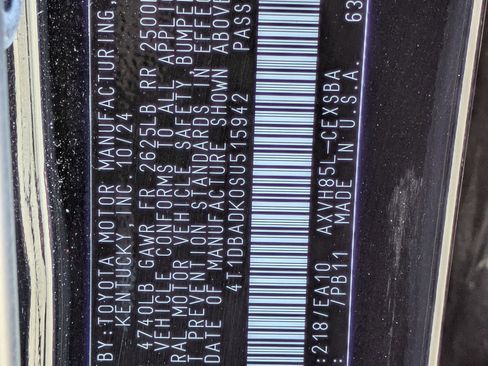 BY:TOYOTA MOTOR MANUFACTURING,
KENTUCKY, INC. 10/24
4740LB GAWR FR 2625LB RR 2500
VEHICLE CONFORMS TO ALL APPLI
RAL MOTOR VEHICLE SAFETY, BUMPE
T PREVENTION STANDARDS IN EFFEC
DATE OF MANUFACTURE SHOWN ABOVE
4T1DBADK0SU515942 PASS
:218/EA10 AXVH85L-CEXSBA
: /PB11 MADE IN U.S.A. 63